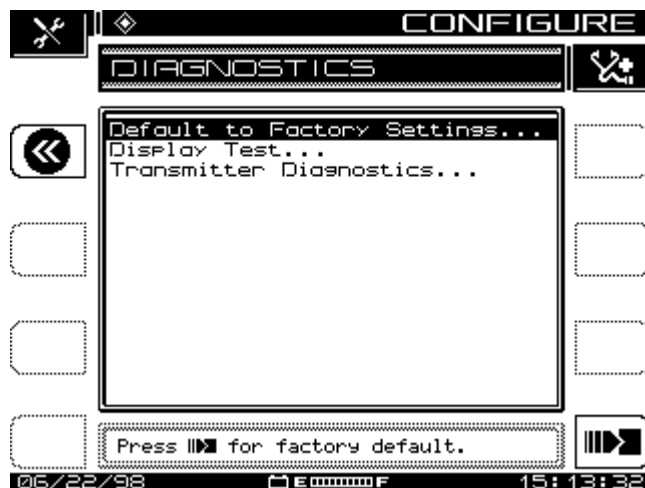 CONFIGURE
DIAGNOSTICS
Default to Factory Settings...
Display Test...
Transmitter Diagnostics...
Press for factory default.
06/22/98 E F 15:13:32